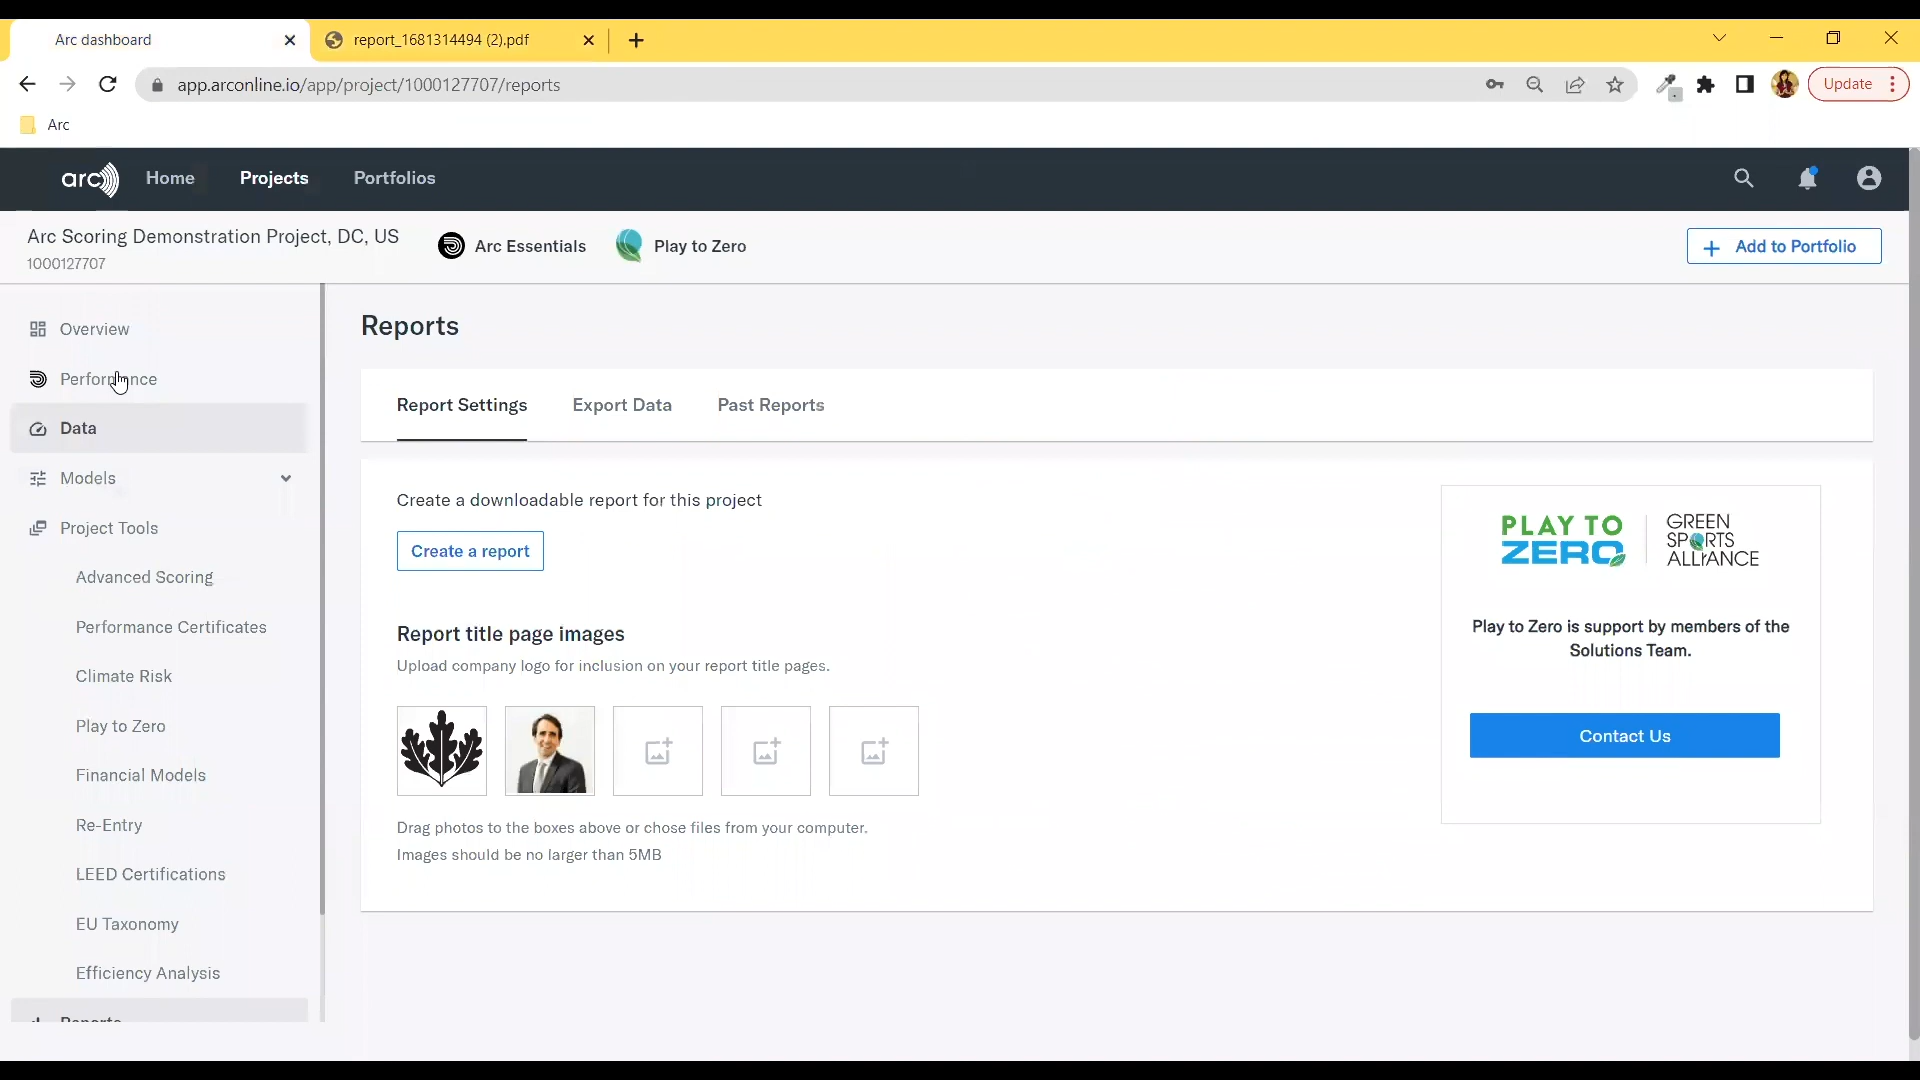 Arc dashboard
report_1681314494 (2).pdf
app.arconline.io/app/project/1000127707/reports
Update
Arc
arc
Home
Projects
Portfolios
Arc Scoring Demonstration Project, DC, US
1000127707
Arc Essentials
Play to Zero
Add to Portfolio
Overview
Performance
Data
Models
Project Tools
Advanced Scoring
Performance Certificates
Climate Risk
Play to Zero
Financial Models
Re-Entry
LEED Certifications
EU Taxonomy
Efficiency Analysis
Reports
Reports
Report Settings
Export Data
Past Reports
Create a downloadable report for this project
Create a report
Report title page images
Upload company logo for inclusion on your report title pages.
Drag photos to the boxes above or chose files from your computer.
Images should be no larger than 5MB
PLAY TO
ZERO
GREEN
SPORTS
ALLIANCE
Play to Zero is support by members of the
Solutions Team.
Contact Us